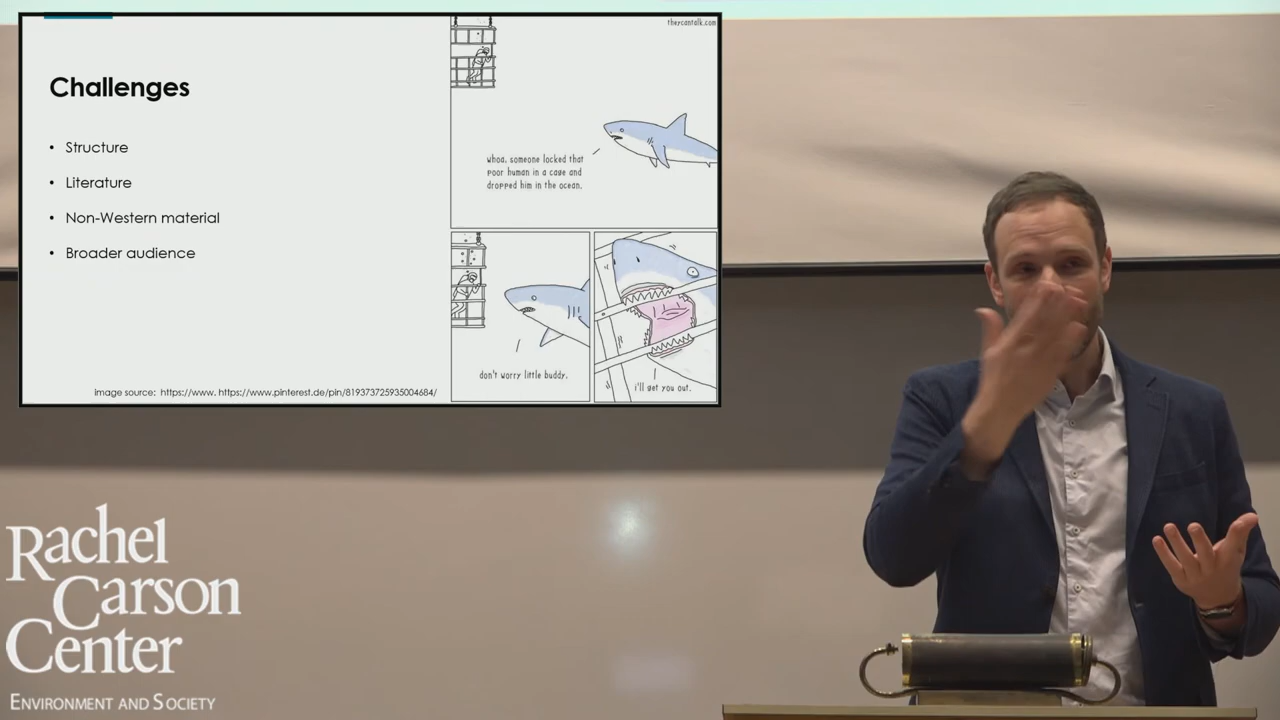 theycantalk.com
Challenges
• Structure
• Literature
• Non-Western material
• Broader audience
whoa, someone locked that
poor human in a cage and
dropped him in the ocean.
don't worry little buddy.
i'll get you out.
image source: https://www. https://www.pinterest.de/pin/819373725935004684/
Rachel
Carson
Center
ENVIRONMENT AND SOCIETY